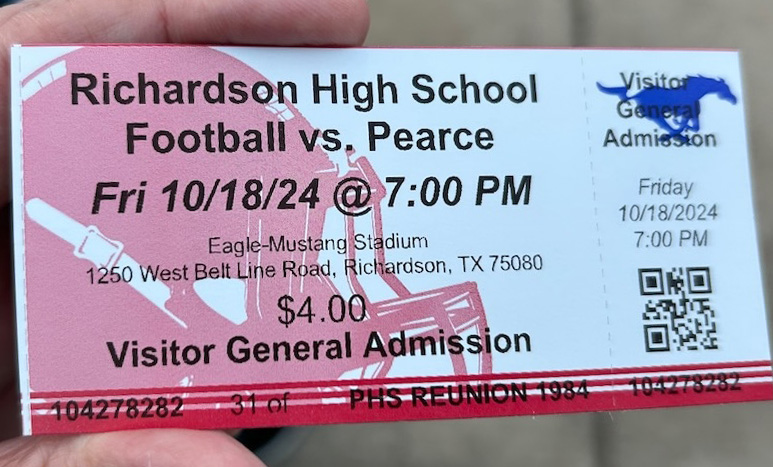 Richardson High School
Football vs. Pearce
Fri 10/18/24 @ 7:00 PM
Eagle-Mustang Stadium
1250 West Belt Line Road, Richardson, TX 75080
$4.00
Visitor General Admission
104278282 31 of PHS REUNION 1984
Visitor
General
Admission
Friday
10/18/2024
7:00 PM
104278282